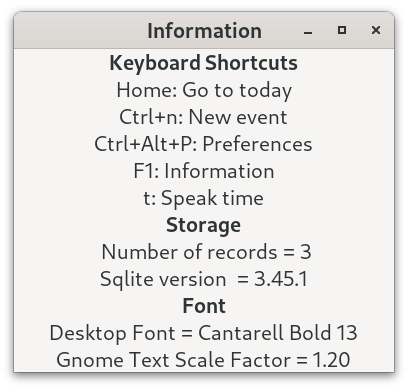 Information
Keyboard Shortcuts
Home: Go to today
Ctrl+n: New event
Ctrl+Alt+P: Preferences
F1: Information
t: Speak time
Storage
Number of records = 3
Sqlite version  = 3.45.1
Font
Desktop Font = Cantarell Bold 13
Gnome Text Scale Factor = 1.20